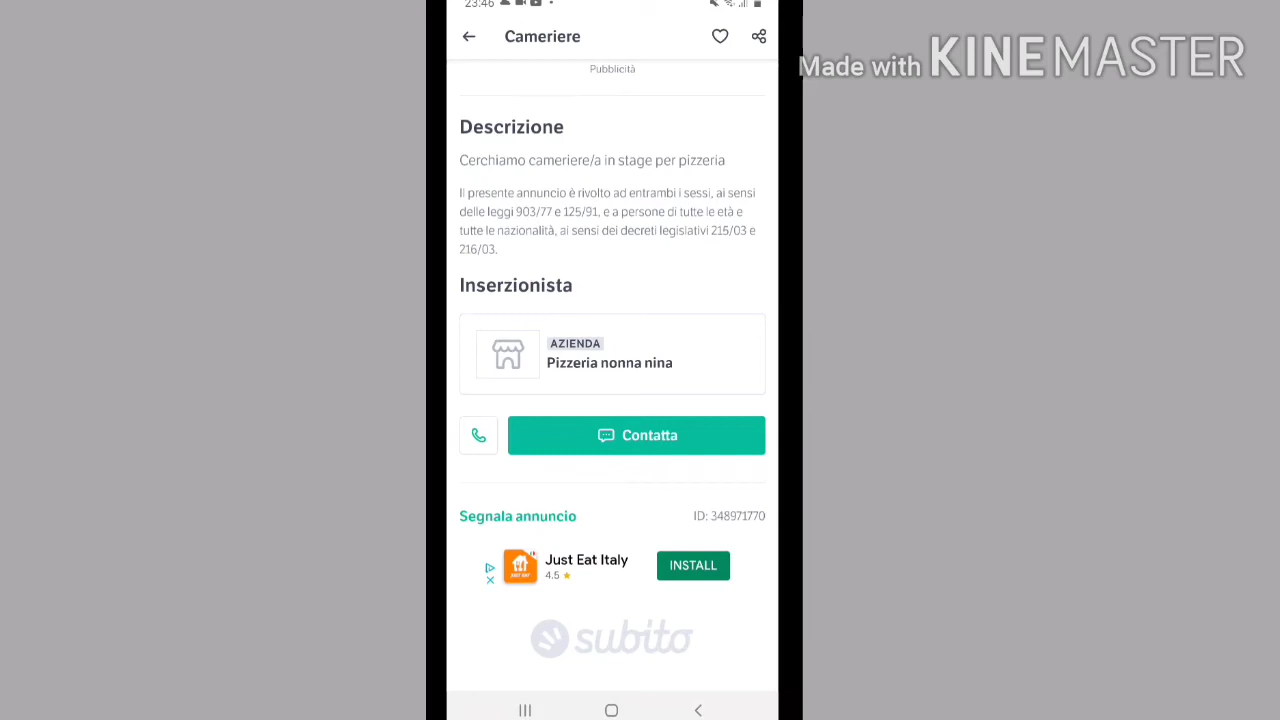 23:46
Cameriere
Made with KINEMASTER
Pubblicità
Descrizione
Cerchiamo cameriere/a in stage per pizzeria
Il presente annuncio è rivolto ad entrambi i sessi, ai sensi
delle leggi 903/77 e 125/91, e a persone di tutte le età e
tutte le nazionalità, ai sensi dei decreti legislativi 215/03 e
216/03.
Inserzionista
AZIENDA
Pizzeria nonna nina
Contatta
Segnala annuncio
ID: 348971770
Just Eat Italy
4.5
INSTALL
JUST EAT
subito